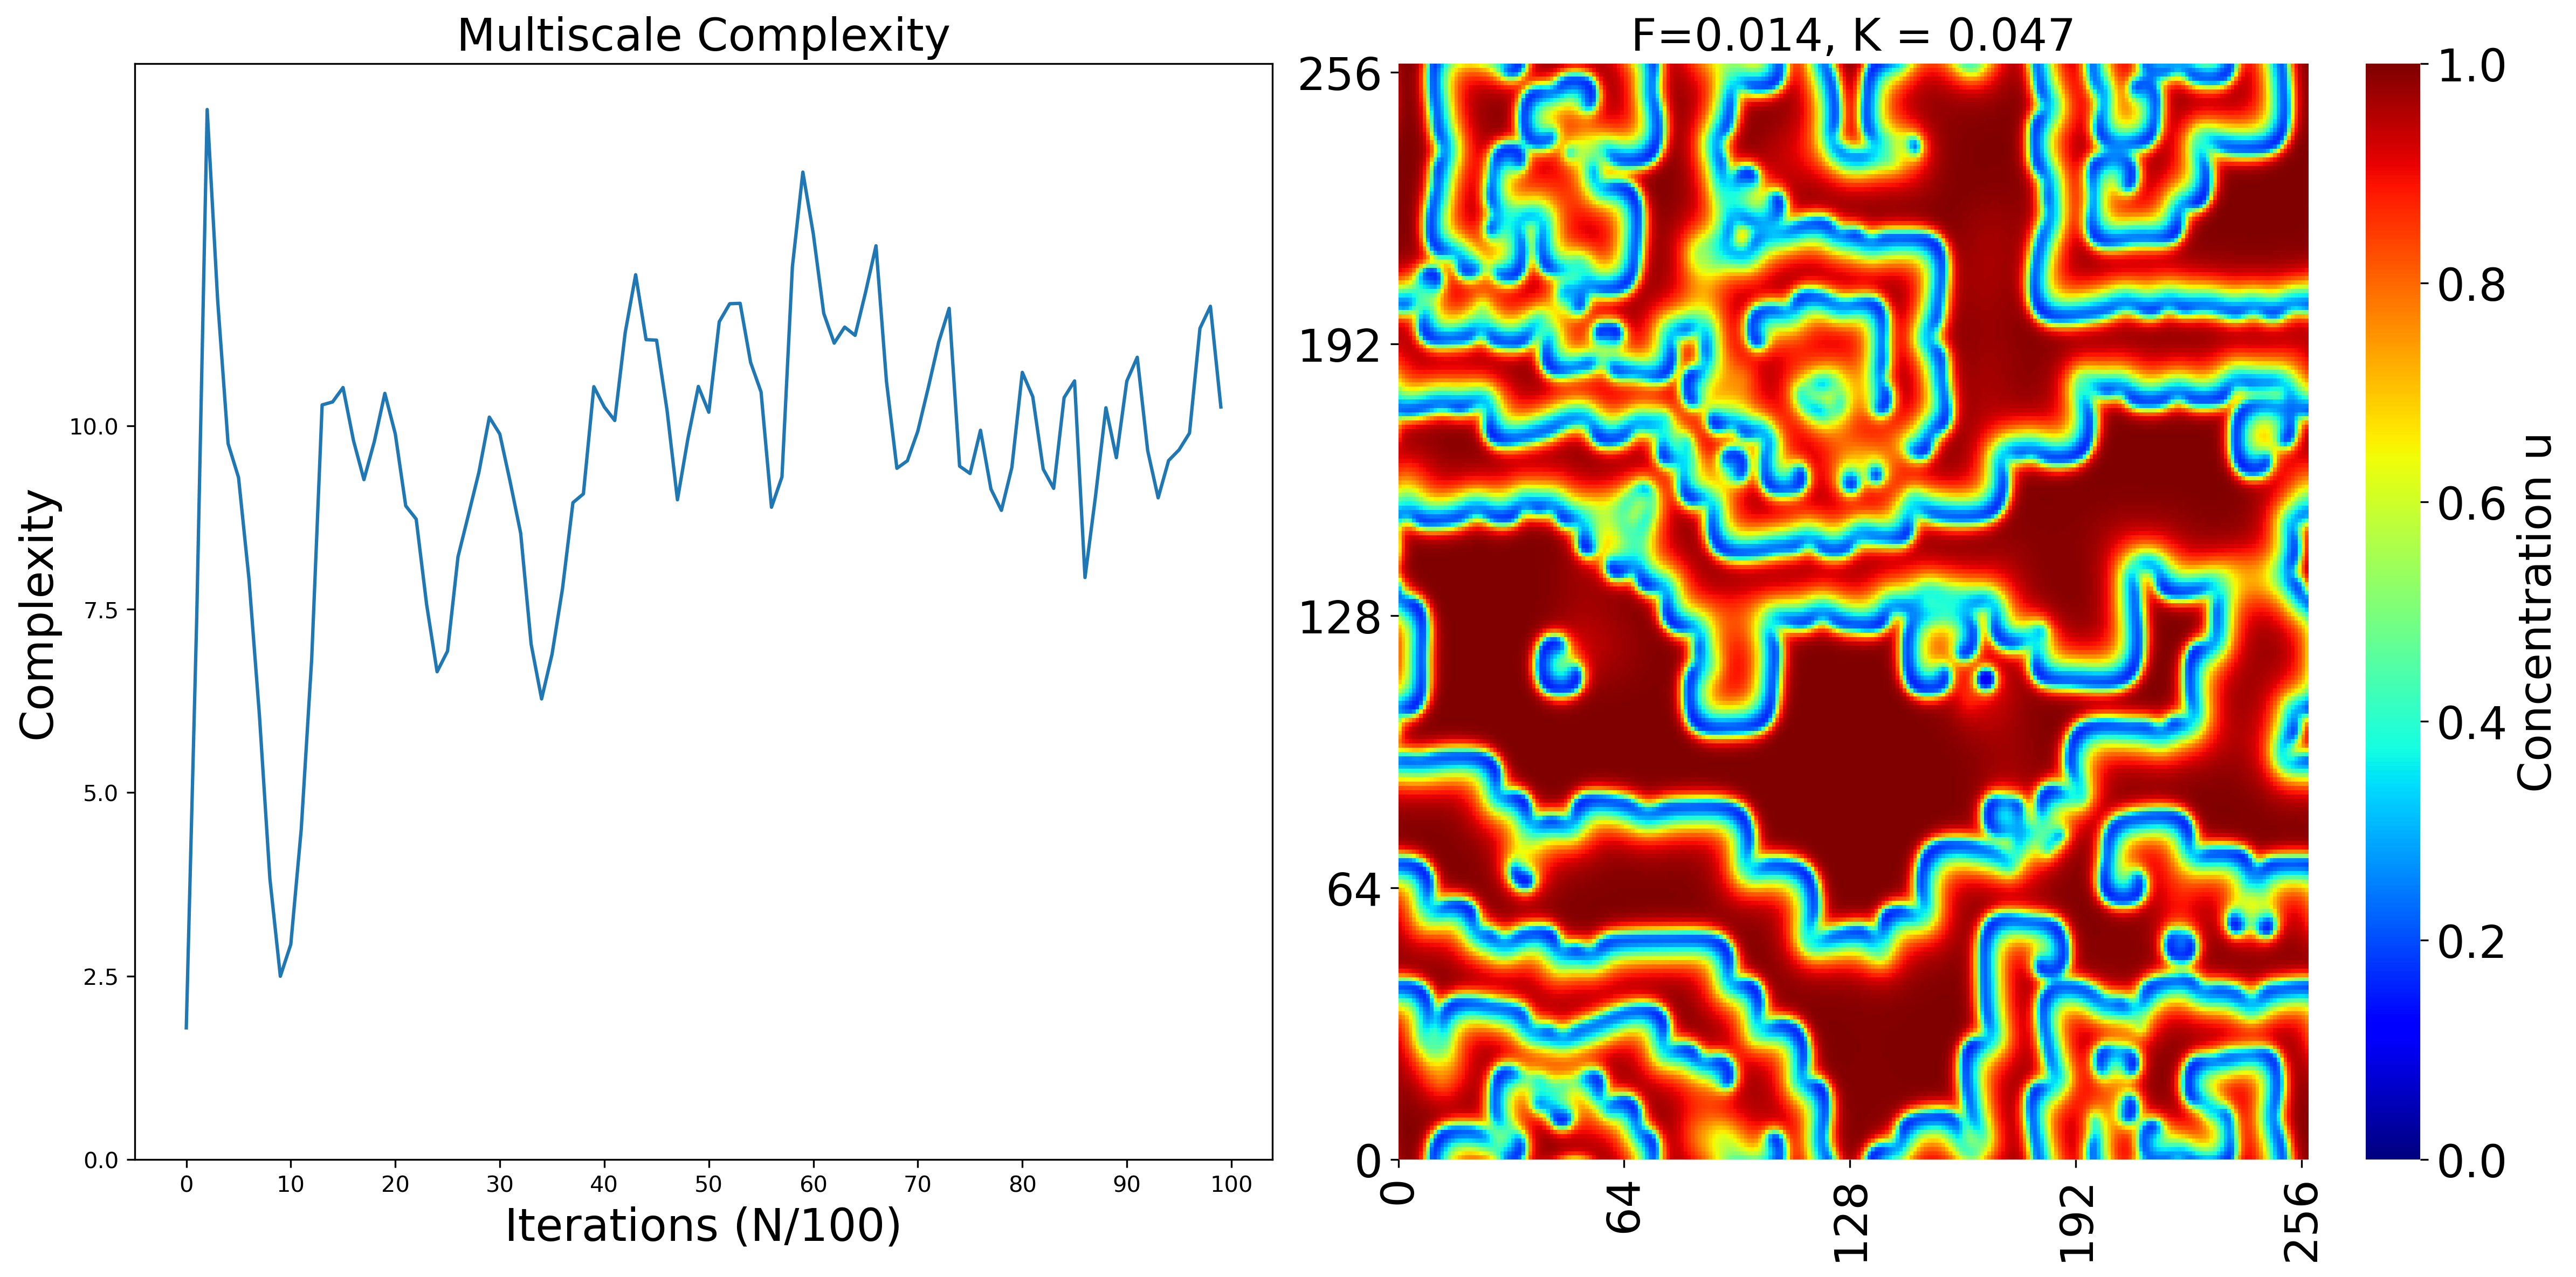 Multiscale Complexity
Complexity
10.0
7.5
5.0
2.5
0.0
0 10 20 30 40 50 60 70 80 90 100
Iterations (N/100)
F=0.014, K = 0.047
256
192
128
64
0
0 64 128 192 256
1.0
0.8
0.6
0.4
0.2
0.0
Concentration u